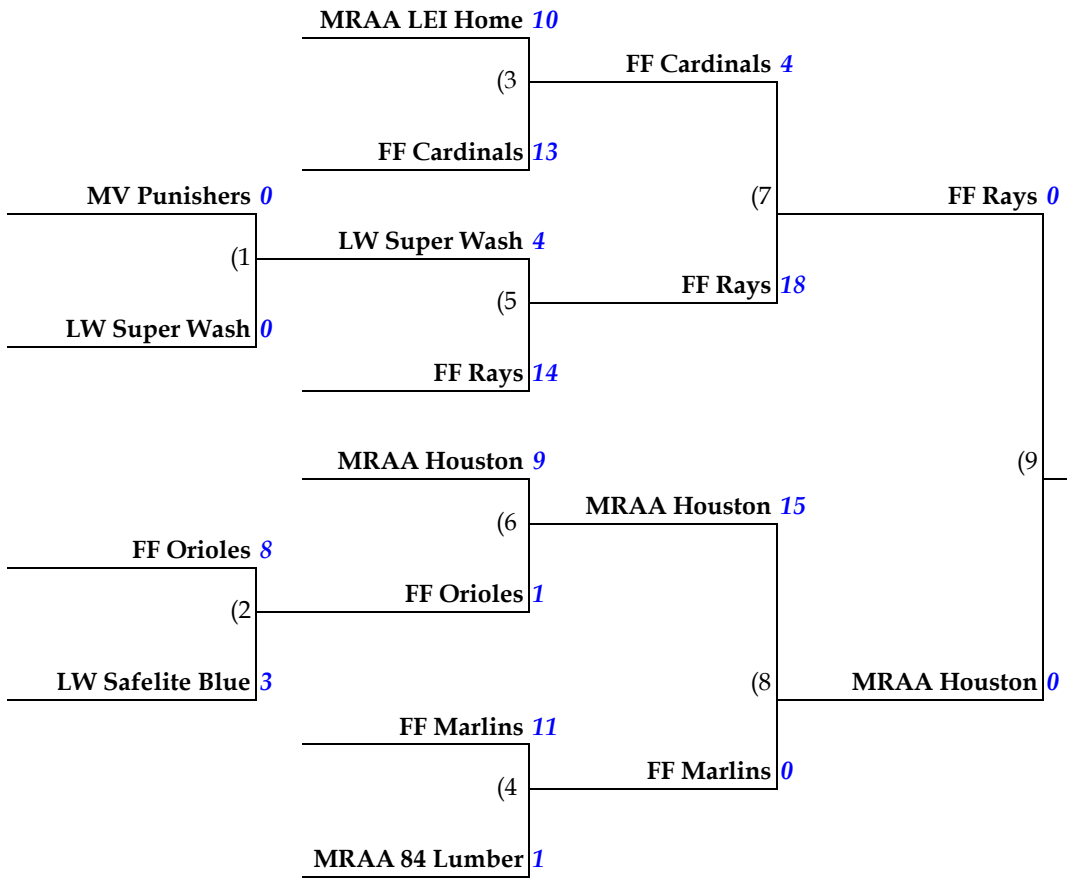 MRAA LEI Home 10
(3
FF Cardinals 4
FF Cardinals 13
MV Punishers 0
(7
FF Rays 0
LW Super Wash 4
(1
FF Rays 18
(5
LW Super Wash 0
FF Rays 14
MRAA Houston 9
(9
MRAA Houston 15
(6
FF Orioles 8
FF Orioles 1
(2
LW Safelite Blue 3
(8
MRAA Houston 0
FF Marlins 11
FF Marlins 0
(4
MRAA 84 Lumber 1